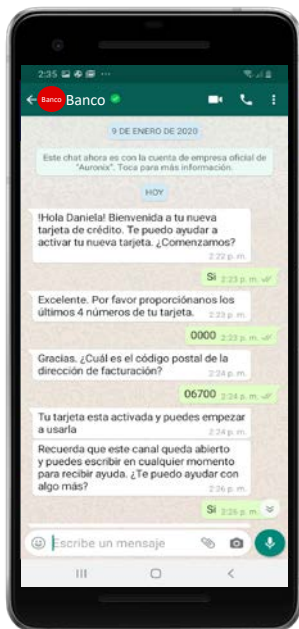 2:35
Banco Banco
9 DE ENERO DE 2020
Este chat ahora es con la cuenta de empresa oficial de
"Auronix". Toca para más información.
HOY
!Hola Daniela! Bienvenida a tu nueva
tarjeta de crédito. Te puedo ayudar a
activar tu nueva tarjeta. ¿Comenzamos?
2:22 p. m.
Si 2:23 p. m.
Excelente. Por favor proporciónanos los
últimos 4 números de tu tarjeta. 2:23 p. m.
0000 2:23 p. m.
Gracias. ¿Cuál es el código postal de la
dirección de facturación? 2:24 p. m.
06700 2:24 p. m.
Tu tarjeta esta activada y puedes empezar
a usarla 2:24 p. m.
Recuerda que este canal queda abierto
y puedes escribir en cualquier momento
para recibir ayuda. ¿Te puedo ayudar con
algo más? 2:26 p. m.
Si 2:26 p. m.
Escribe un mensaje